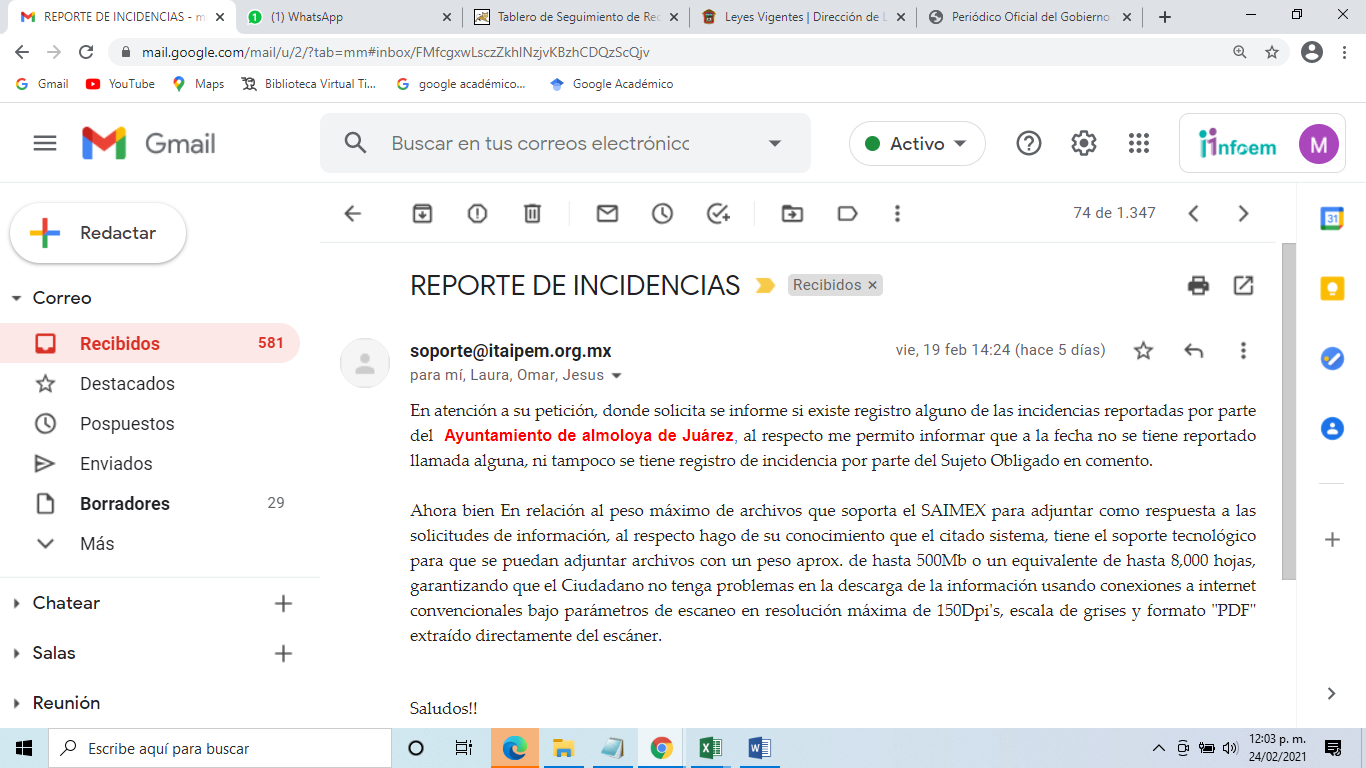 REPORTE DE INCIDENCIAS - m
(1) WhatsApp
Tablero de Seguimiento de Rec
Leyes Vigentes | Dirección de L
Periódico Oficial del Gobierno
mail.google.com/mail/u/2/?tab=mm#inbox/FMfcgxwLsczZkhlNzjvKBzhCDQzScQjv
Gmail
YouTube
Maps
Biblioteca Virtual Ti...
google académico...
Google Académico
Gmail
Buscar en tus correos electrónicc
Activo
infoem
M
Redactar
74 de 1.347
31
Correo
REPORTE DE INCIDENCIAS
Recibidos
Recibidos 581
Destacados
Pospuestos
Enviados
Borradores 29
Más
Chatear
Salas
Reunión
soporte@itaipem.org.mx
vie, 19 feb 14:24 (hace 5 días)
para mí, Laura, Omar, Jesus
En atención a su petición, donde solicita se informe si existe registro alguno de las incidencias reportadas por parte
del Ayuntamiento de almoloya de Juárez, al respecto me permito informar que a la fecha no se tiene reportado
llamada alguna, ni tampoco se tiene registro de incidencia por parte del Sujeto Obligado en comento.
Ahora bien En relación al peso máximo de archivos que soporta el SAIMEX para adjuntar como respuesta a las
solicitudes de información, al respecto hago de su conocimiento que el citado sistema, tiene el soporte tecnológico
para que se puedan adjuntar archivos con un peso aprox. de hasta 500Mb o un equivalente de hasta 8,000 hojas,
garantizando que el Ciudadano no tenga problemas en la descarga de la información usando conexiones a internet
convencionales bajo parámetros de escaneo en resolución máxima de 150Dpi's, escala de grises y formato "PDF"
extraído directamente del escáner.
Saludos!!
Escribe aquí para buscar
12:03 p. m.
24/02/2021